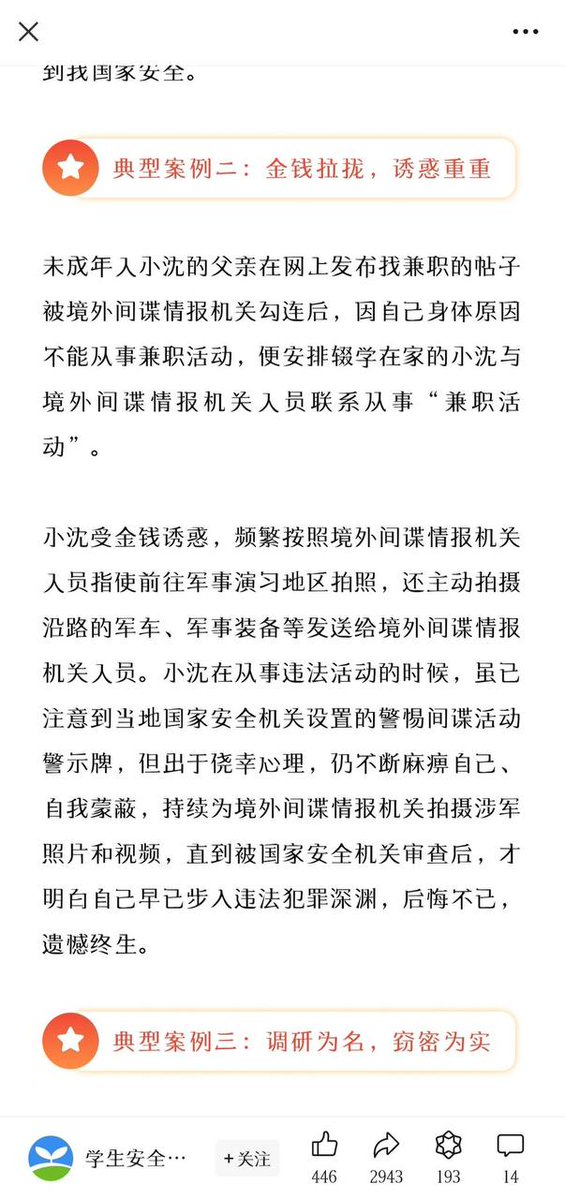 到我国家安全。
典型案例二：金钱拉拢，诱惑重重
未成年人小沈的父亲在网上发布找兼职的帖子
被境外间谍情报机关勾连后，因自己身体原因
不能从事兼职活动，便安排辍学在家的小沈与
境外间谍情报机关人员联系从事“兼职活
动”。
小沈受金钱诱惑，频繁按照境外间谍情报机关
人员指使前往军事演习地区拍照，还主动拍摄
沿路的军车、军事装备等发送给境外间谍情报
机关人员。小沈在从事违法活动的时候，虽已
注意到当地国家安全机关设置的警惕间谍活动
警示牌，但出于侥幸心理，仍不断麻痹自己、
自我蒙蔽，持续为境外间谍情报机关拍摄涉军
照片和视频，直到被国家安全机关审查后，才
明白自己早已步入违法犯罪深渊，后悔不已，
遗憾终生。
典型案例三：调研为名，窃密为实
学生安全… +关注 446 2943 193 14